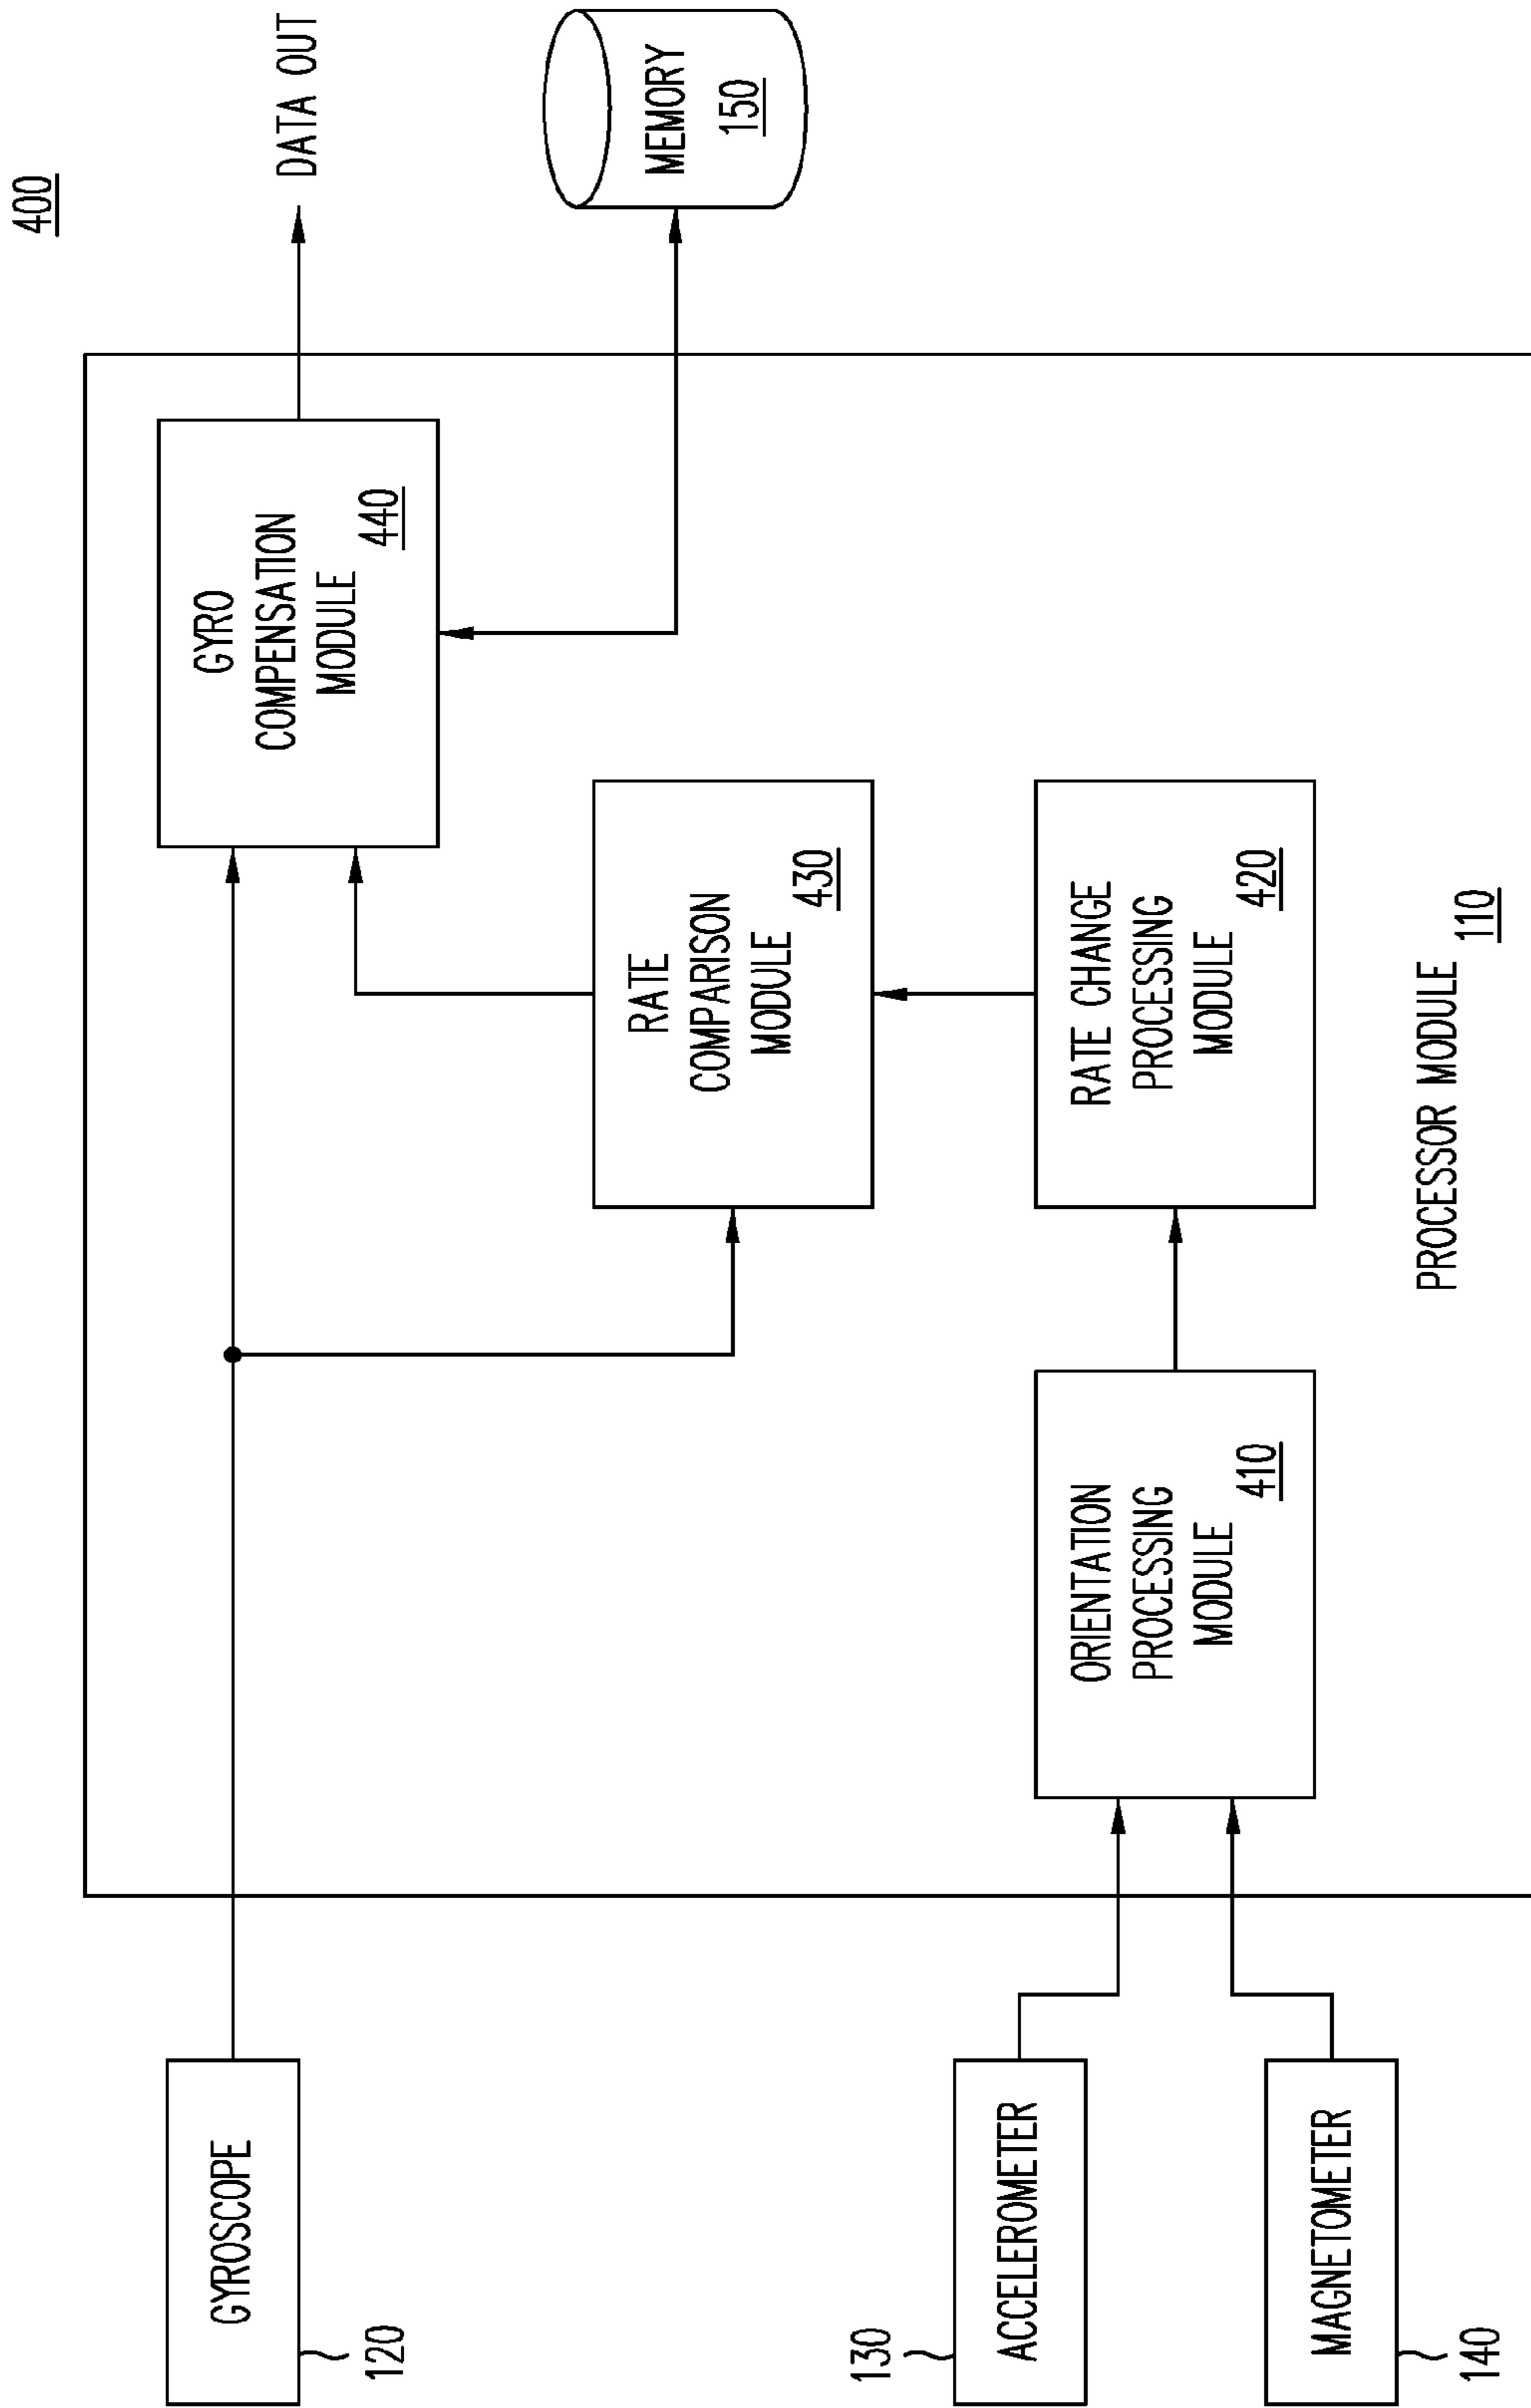 400
GYROSCOPE
120
GYRO
COMPENSATION
MODULE
440
DATA OUT
RATE
COMPARISON
MODULE
430
MEMORY
150
ACCELEROMETER
130
ORIENTATION
PROCESSING
MODULE
410
RATE CHANGE
PROCESSING
MODULE
420
MAGNETOMETER
140
PROCESSOR MODULE
110